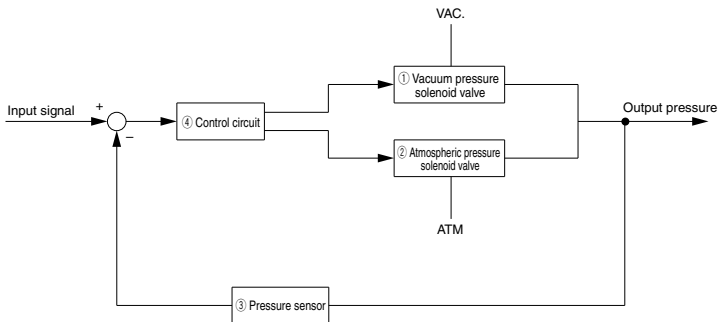 VAC.
① Vacuum pressure
solenoid valve
Input signal
+
−
④ Control circuit
Output pressure
② Atmospheric pressure
solenoid valve
ATM
③ Pressure sensor